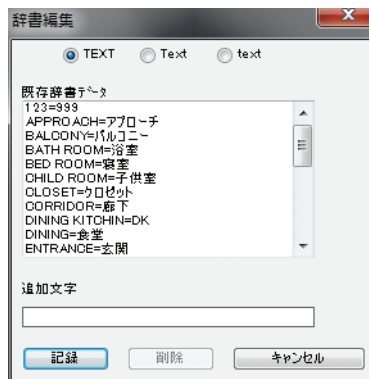 辞書編集
TEXT Text text
既存辞書データ
123=999
APPROACH=アプローチ
BALCONY=バルコニー
BATH ROOM=浴室
BED ROOM=寝室
CHILD ROOM=子供室
CLOSET=クロゼット
CORRIDOR=廊下
DINING KITCHIN=DK
DINING=食堂
ENTRANCE=玄関
追加文字
記録 削除 キャンセル